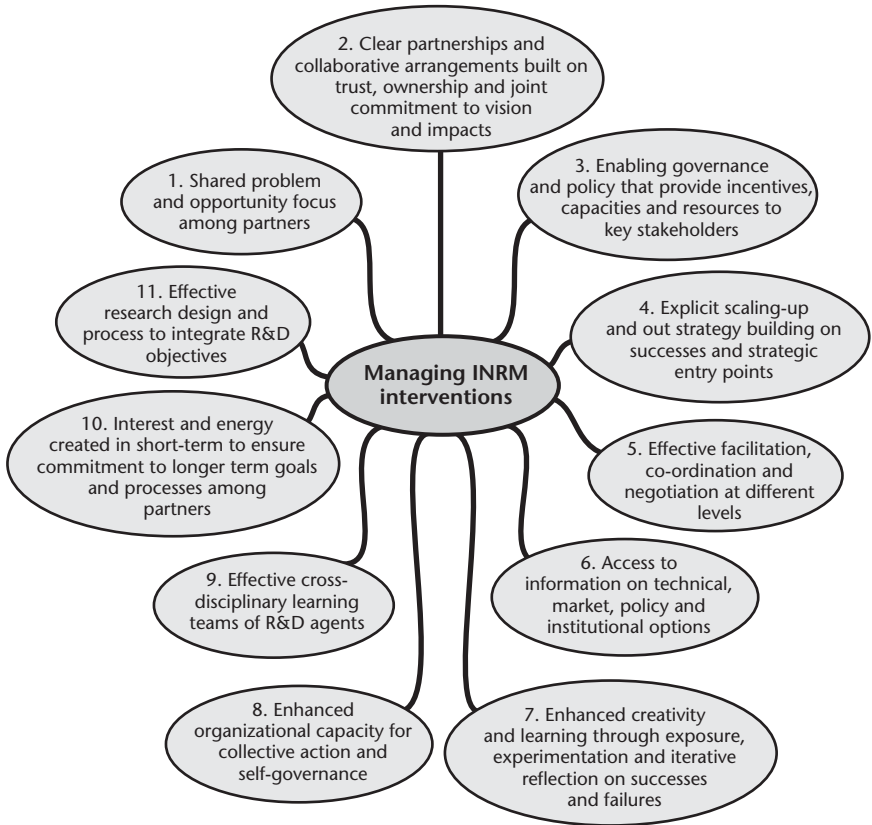 2. Clear partnerships and
collaborative arrangements built on
trust, ownership and joint
commitment to vision
and impacts
1. Shared problem
and opportunity focus
among partners
3. Enabling governance
and policy that provide incentives,
capacities and resources to
key stakeholders
11. Effective
research design and
process to integrate R&D
objectives
4. Explicit scaling-up
and out strategy building on
successes and strategic
entry points
Managing INRM
interventions
10. Interest and energy
created in short-term to ensure
commitment to longer term goals
and processes among
partners
5. Effective facilitation,
co-ordination and
negotiation at different
levels
9. Effective cross-
disciplinary learning
teams of R&D agents
6. Access to
information on technical,
market, policy and
institutional options
8. Enhanced
organizational capacity for
collective action and
self-governance
7. Enhanced creativity
and learning through exposure,
experimentation and iterative
reflection on successes
and failures